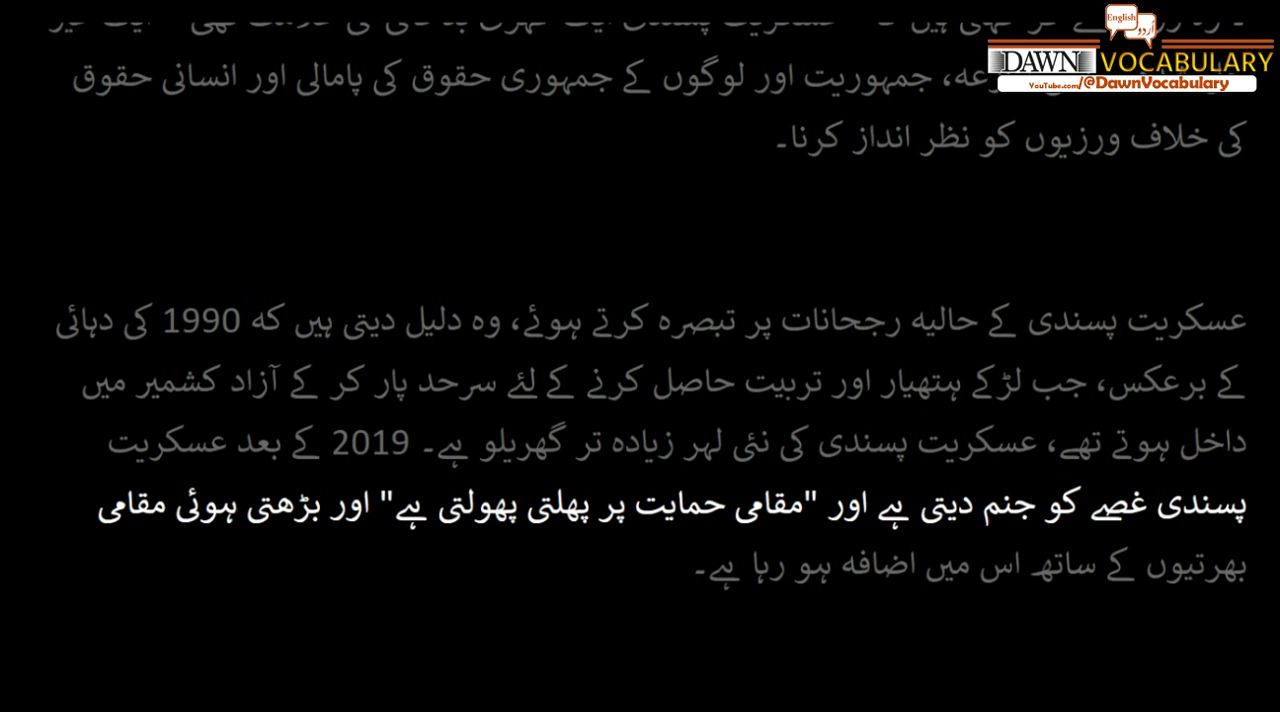 English
اُردو
DAWN VOCABULARY
YouTube.com/@DawnVocabulary
عسکریت پسندی ایک گہری
جمہوریت اور لوگوں کے جمہوری حقوق کی پامالی اور انسانی حقوق
کی خلاف ورزیوں کو نظر انداز کرنا۔
عسکریت پسندی کے حالیہ رجحانات پر تبصرہ کرتے ہوئے، وہ دلیل دیتی ہیں کہ 1990 کی دہائی
کے برعکس، جب لڑکے ہتھیار اور تربیت حاصل کرنے کے لئے سرحد پار کر کے آزاد کشمیر میں
داخل ہوتے تھے، عسکریت پسندی کی نئی لہر زیادہ تر گھریلو ہے۔ 2019 کے بعد عسکریت
پسندی غصے کو جنم دیتی ہے اور "مقامی حمایت پر پھلتی پھولتی ہے" اور بڑھتی ہوئی مقامی
بھرتیوں کے ساتھ اس میں اضافہ ہو رہا ہے۔